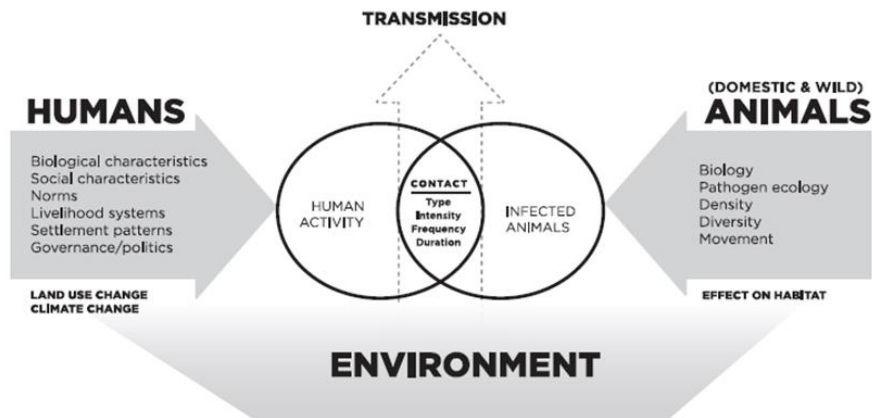 TRANSMISSION
HUMANS
Biological characteristics
Social characteristics
Norms
Livelihood systems
Settlement patterns
Governance/politics
LAND USE CHANGE
CLIMATE CHANGE
HUMAN
ACTIVITY
CONTACT
Type
Intensity
Frequency
Duration
INFECTED
ANIMALS
(DOMESTIC & WILD)
ANIMALS
Biology
Pathogen ecology
Density
Diversity
Movement
EFFECT ON HABITAT
ENVIRONMENT